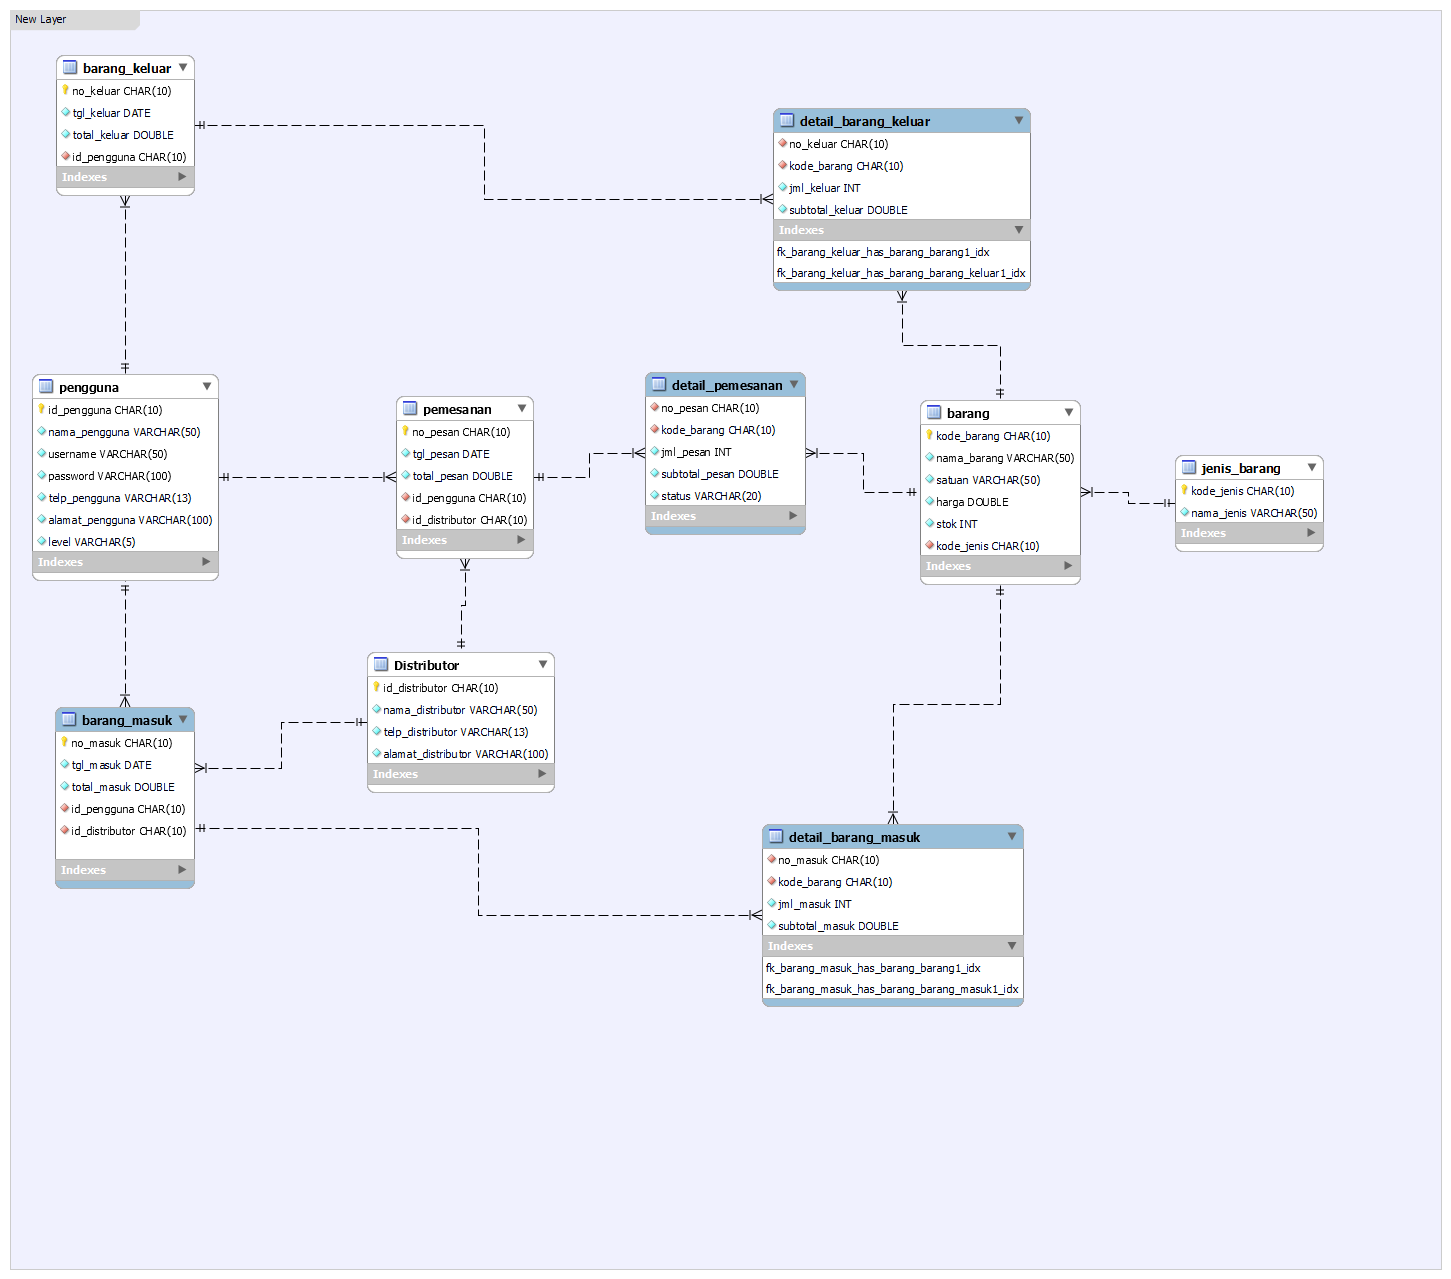 New Layer
barang_keluar
no_keluar CHAR(10)
tgl_keluar DATE
total_keluar DOUBLE
id_pengguna CHAR(10)
Indexes
detail_barang_keluar
no_keluar CHAR(10)
kode_barang CHAR(10)
jml_keluar INT
subtotal_keluar DOUBLE
Indexes
fk_barang_keluar_has_barang_barang1_idx
fk_barang_keluar_has_barang_barang_keluar1_idx
pengguna
id_pengguna CHAR(10)
nama_pengguna VARCHAR(50)
username VARCHAR(50)
password VARCHAR(100)
telp_pengguna VARCHAR(13)
alamat_pengguna VARCHAR(100)
level VARCHAR(5)
Indexes
pemesanan
no_pesan CHAR(10)
tgl_pesan DATE
total_pesan DOUBLE
id_pengguna CHAR(10)
id_distributor CHAR(10)
Indexes
detail_pemesanan
no_pesan CHAR(10)
kode_barang CHAR(10)
jml_pesan INT
subtotal_pesan DOUBLE
status VARCHAR(20)
Indexes
barang
kode_barang CHAR(10)
nama_barang VARCHAR(50)
satuan VARCHAR(50)
harga DOUBLE
stok INT
kode_jenis CHAR(10)
Indexes
jenis_barang
kode_jenis CHAR(10)
nama_jenis VARCHAR(50)
Indexes
Distributor
id_distributor CHAR(10)
nama_distributor VARCHAR(50)
telp_distributor VARCHAR(13)
alamat_distributor VARCHAR(100)
Indexes
barang_masuk
no_masuk CHAR(10)
tgl_masuk DATE
total_masuk DOUBLE
id_pengguna CHAR(10)
id_distributor CHAR(10)
Indexes
detail_barang_masuk
no_masuk CHAR(10)
kode_barang CHAR(10)
jml_masuk INT
subtotal_masuk DOUBLE
Indexes
fk_barang_masuk_has_barang_barang1_idx
fk_barang_masuk_has_barang_barang_masuk1_idx